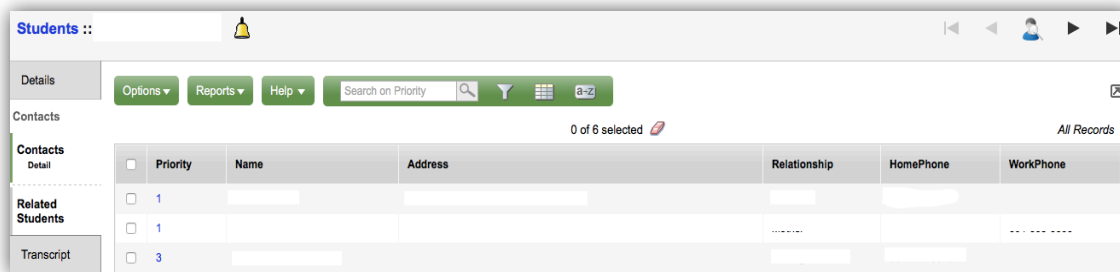 Students ::
Details
Options Reports Help Search on Priority a-z
Contacts
0 of 6 selected All Records
Contacts
Detail
Priority Name Address Relationship HomePhone WorkPhone
Related
Students
1
1
Transcript
3